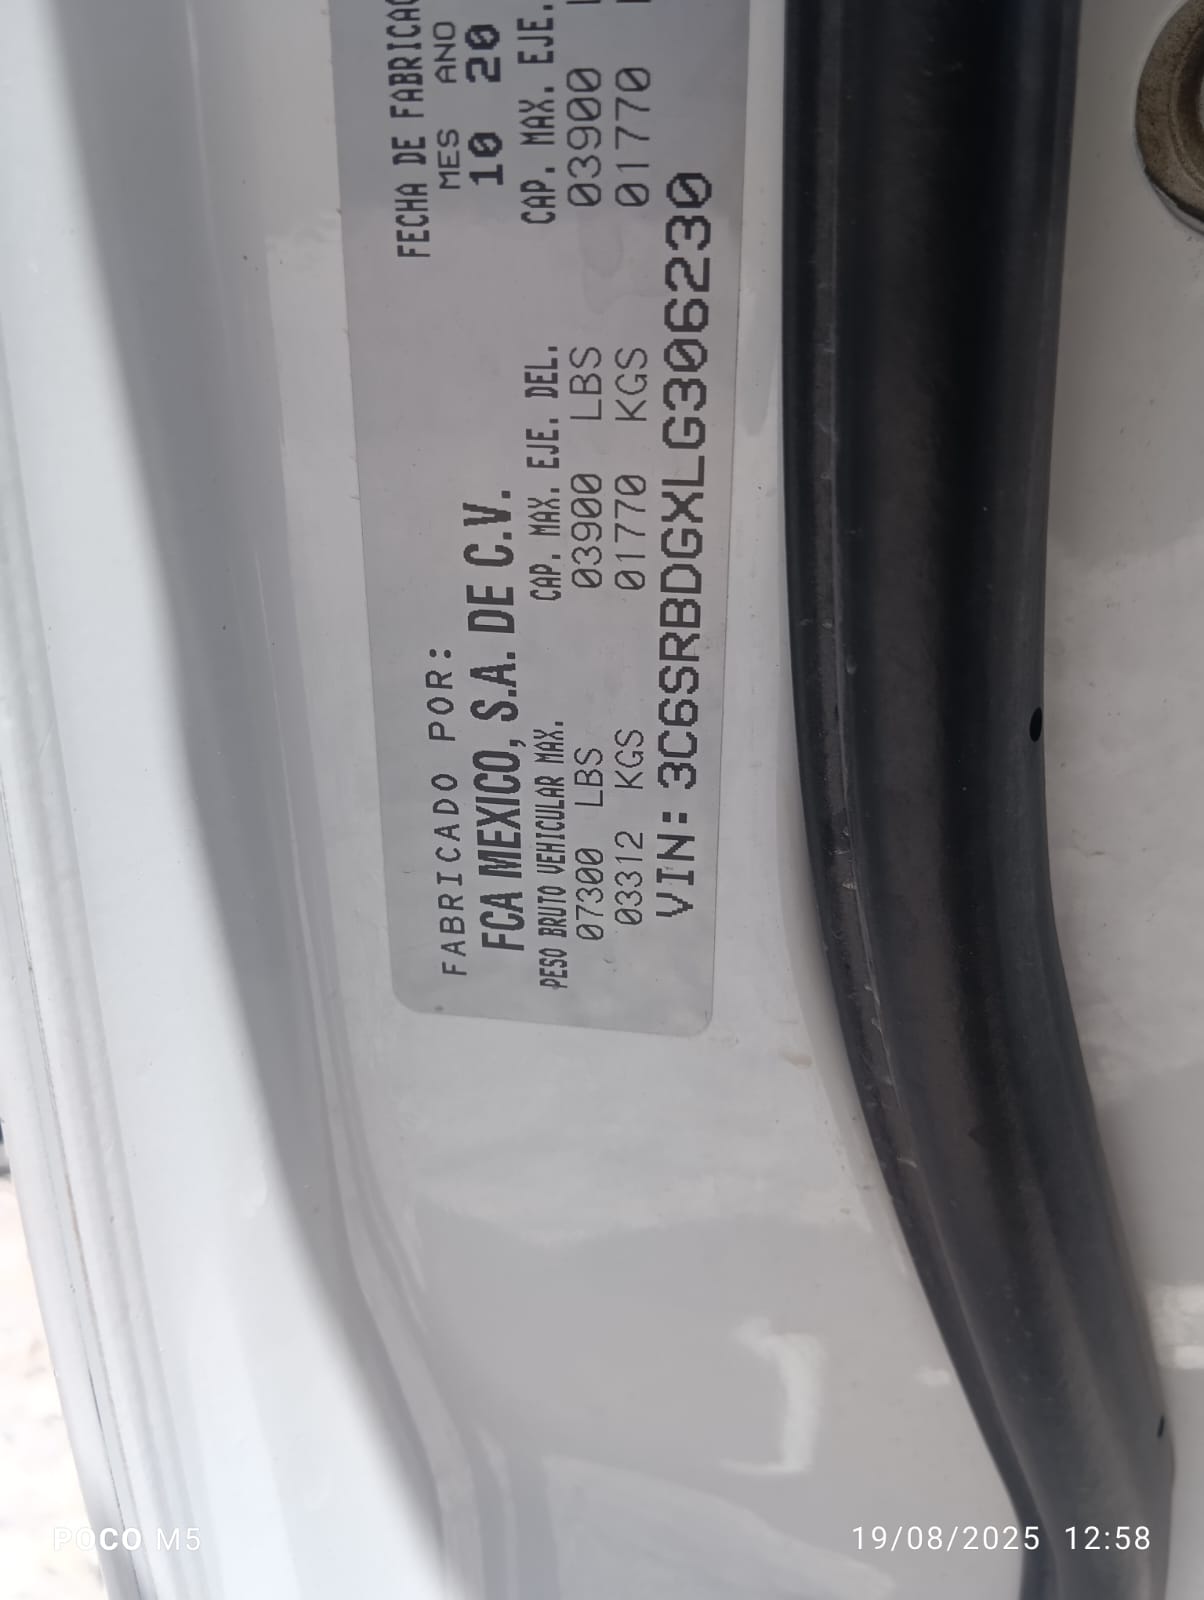 FABRICADO POR:
FCA MEXICO, S.A. DE C.V.
FECHA DE FABRICAC
MES ANO
10 20
PESO BRUTO VEHICULAR MAX. CAP. MAX. EJE. DEL. CAP. MAX. EJE.
07300 LBS 03900 LBS 03900
03312 KGS 01770 KGS 01770
VIN: 3C6SRBDGXLG306230
POCO M5
19/08/2025 12:58